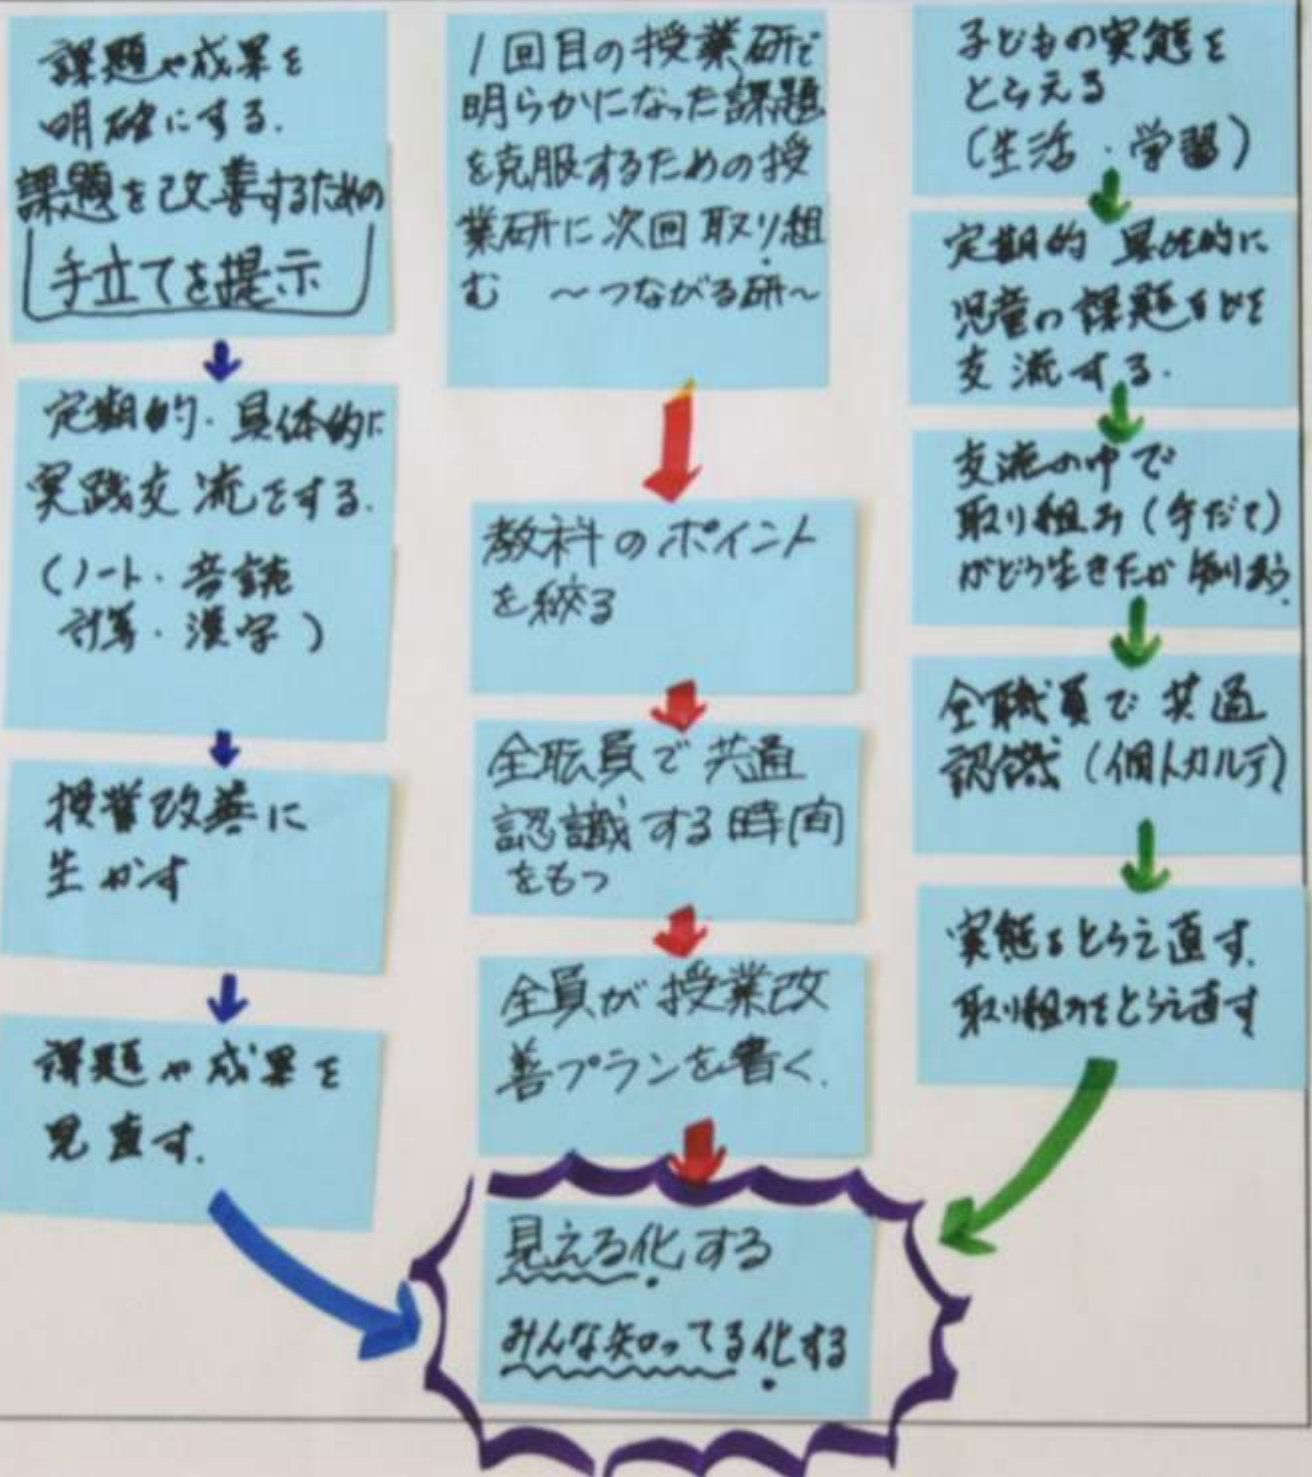 課題や成果を
明確にする.
課題を改善するための
手立てを提示
定期的・具体的に
実践交流をする.
(ノート・音読
計算・漢字)
授業改善に
生かす
課題や成果を
見直す.
1回目の授業研で
明らかになった課題
を克服するための授
業研に次回取り組
む ～つながる研～
教科のポイント
を絞る
全職員で共通
認識する時間
をもつ
全員が授業改
善プランを書く.
見える化する
みんな知ってる化する
子どもの実態を
とらえる
(生活・学習)
定期的 具体的に
児童の課題などを
交流する.
交流の中で
取り組み(手だて)
がどう生きたか
全職員で共通
認識(個人カルテ)
実態をとらえ直す.
取り組みをとらえ直す